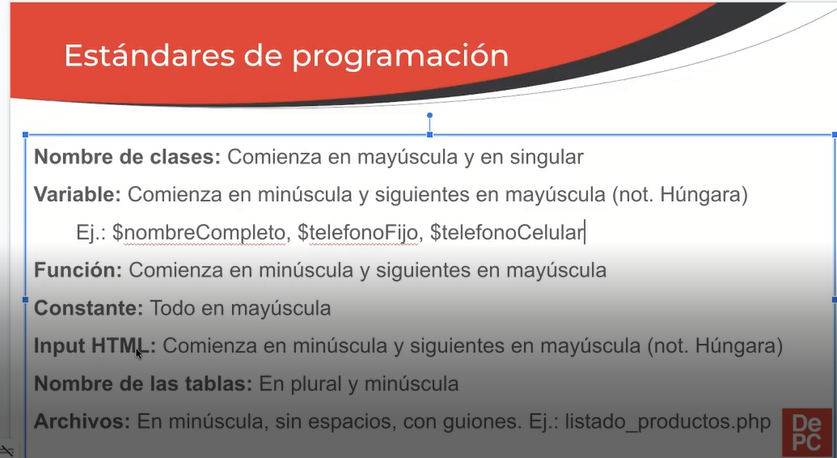 Estándares de programación
Nombre de clases: Comienza en mayúscula y en singular
Variable: Comienza en minúscula y siguientes en mayúscula (not. Húngara)
Ej.: $nombreCompleto, $telefonoFijo, $telefonoCelular
Función: Comienza en minúscula y siguientes en mayúscula
Constante: Todo en mayúscula
Input HTML: Comienza en minúscula y siguientes en mayúscula (not. Húngara)
Nombre de las tablas: En plural y minúscula
Archivos: En minúscula, sin espacios, con guiones. Ej.: listado_productos.php
De
PC